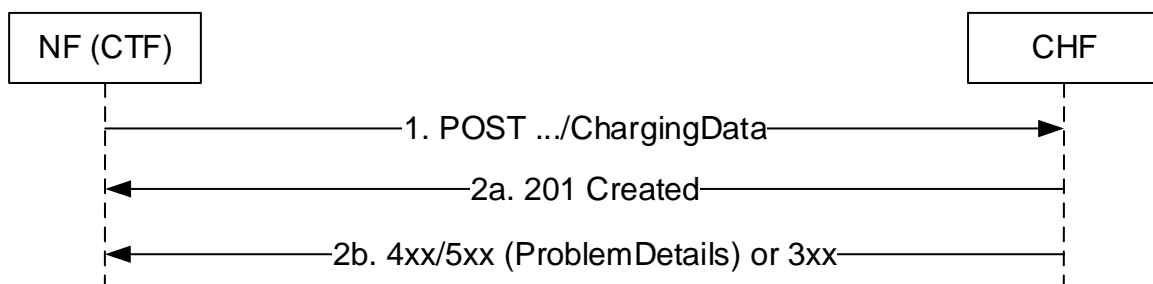 NF (CTF)
CHF
1. POST .../ChargingData
2a. 201 Created
2b. 4xx/5xx (ProblemDetails) or 3xx